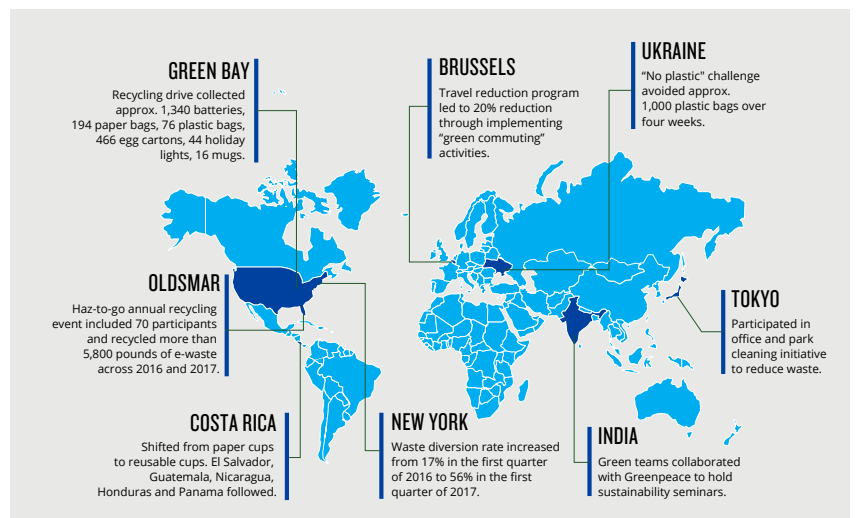 GREEN BAY
Recycling drive collected
approx. 1,340 batteries,
194 paper bags, 76 plastic bags,
466 egg cartons, 44 holiday
lights, 16 mugs.
BRUSSELS
Travel reduction program
led to 20% reduction
through implementing
“green commuting”
activities.
UKRAINE
“No plastic" challenge
avoided approx.
1,000 plastic bags over
four weeks.
OLDSMAR
Haz-to-go annual recycling
event included 70 participants
and recycled more than
5,800 pounds of e-waste
across 2016 and 2017.
TOKYO
Participated in
office and park
cleaning initiative
to reduce waste.
COSTA RICA
Shifted from paper cups
to reusable cups. El Salvador,
Guatemala, Nicaragua,
Honduras and Panama followed.
NEW YORK
Waste diversion rate increased
from 17% in the first quarter
of 2016 to 56% in the first
quarter of 2017.
INDIA
Green teams collaborated
with Greenpeace to hold
sustainability seminars.